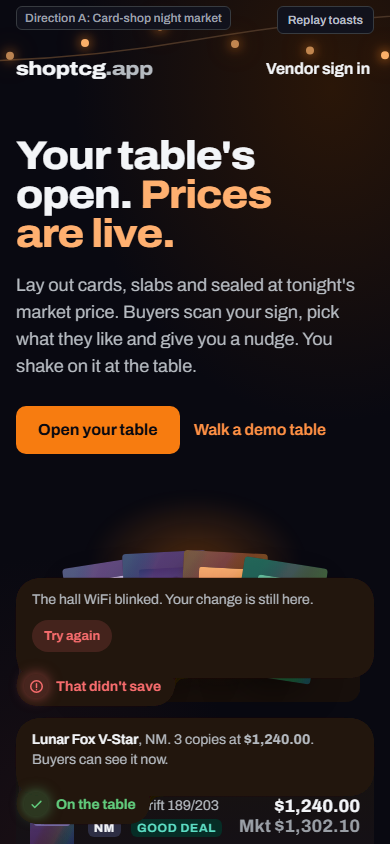 Direction A: Card-shop night market
Replay toasts
shoptcg.app
Vendor sign in
Your table's
open. Prices
are live.
Lay out cards, slabs and sealed at tonight's
market price. Buyers scan your sign, pick
what they like and give you a nudge. You
shake on it at the table.
Open your table
Walk a demo table
The hall WiFi blinked. Your change is still here.
Try again
That didn't save
Lunar Fox V-Star, NM. 3 copies at $1,240.00.
Buyers can see it now.
On the table
rift 189/203
$1,240.00
NM
GOOD DEAL
Mkt $1,302.10